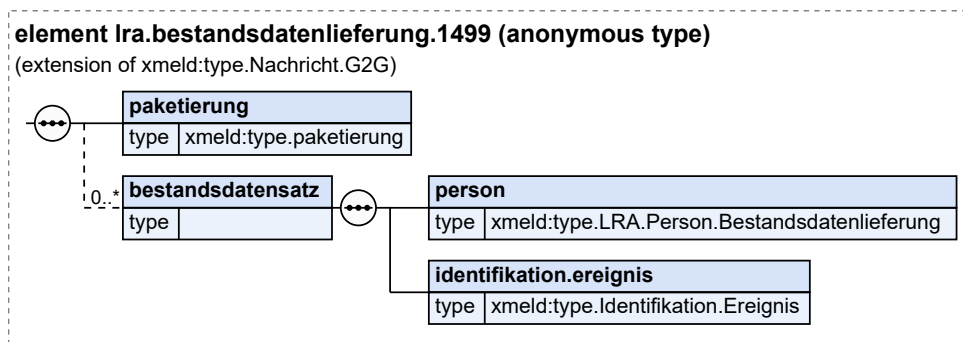 element lra.bestandsdatenlieferung.1499 (anonymous type)
(extension of xmeld:type.Nachricht.G2G)
paketierung
type xmeld:type.paketierung
0..*
bestandsdatensatz
type
person
type xmeld:type.LRA.Person.Bestandsdatenlieferung
identifikation.ereignis
type xmeld:type.Identifikation.Ereignis